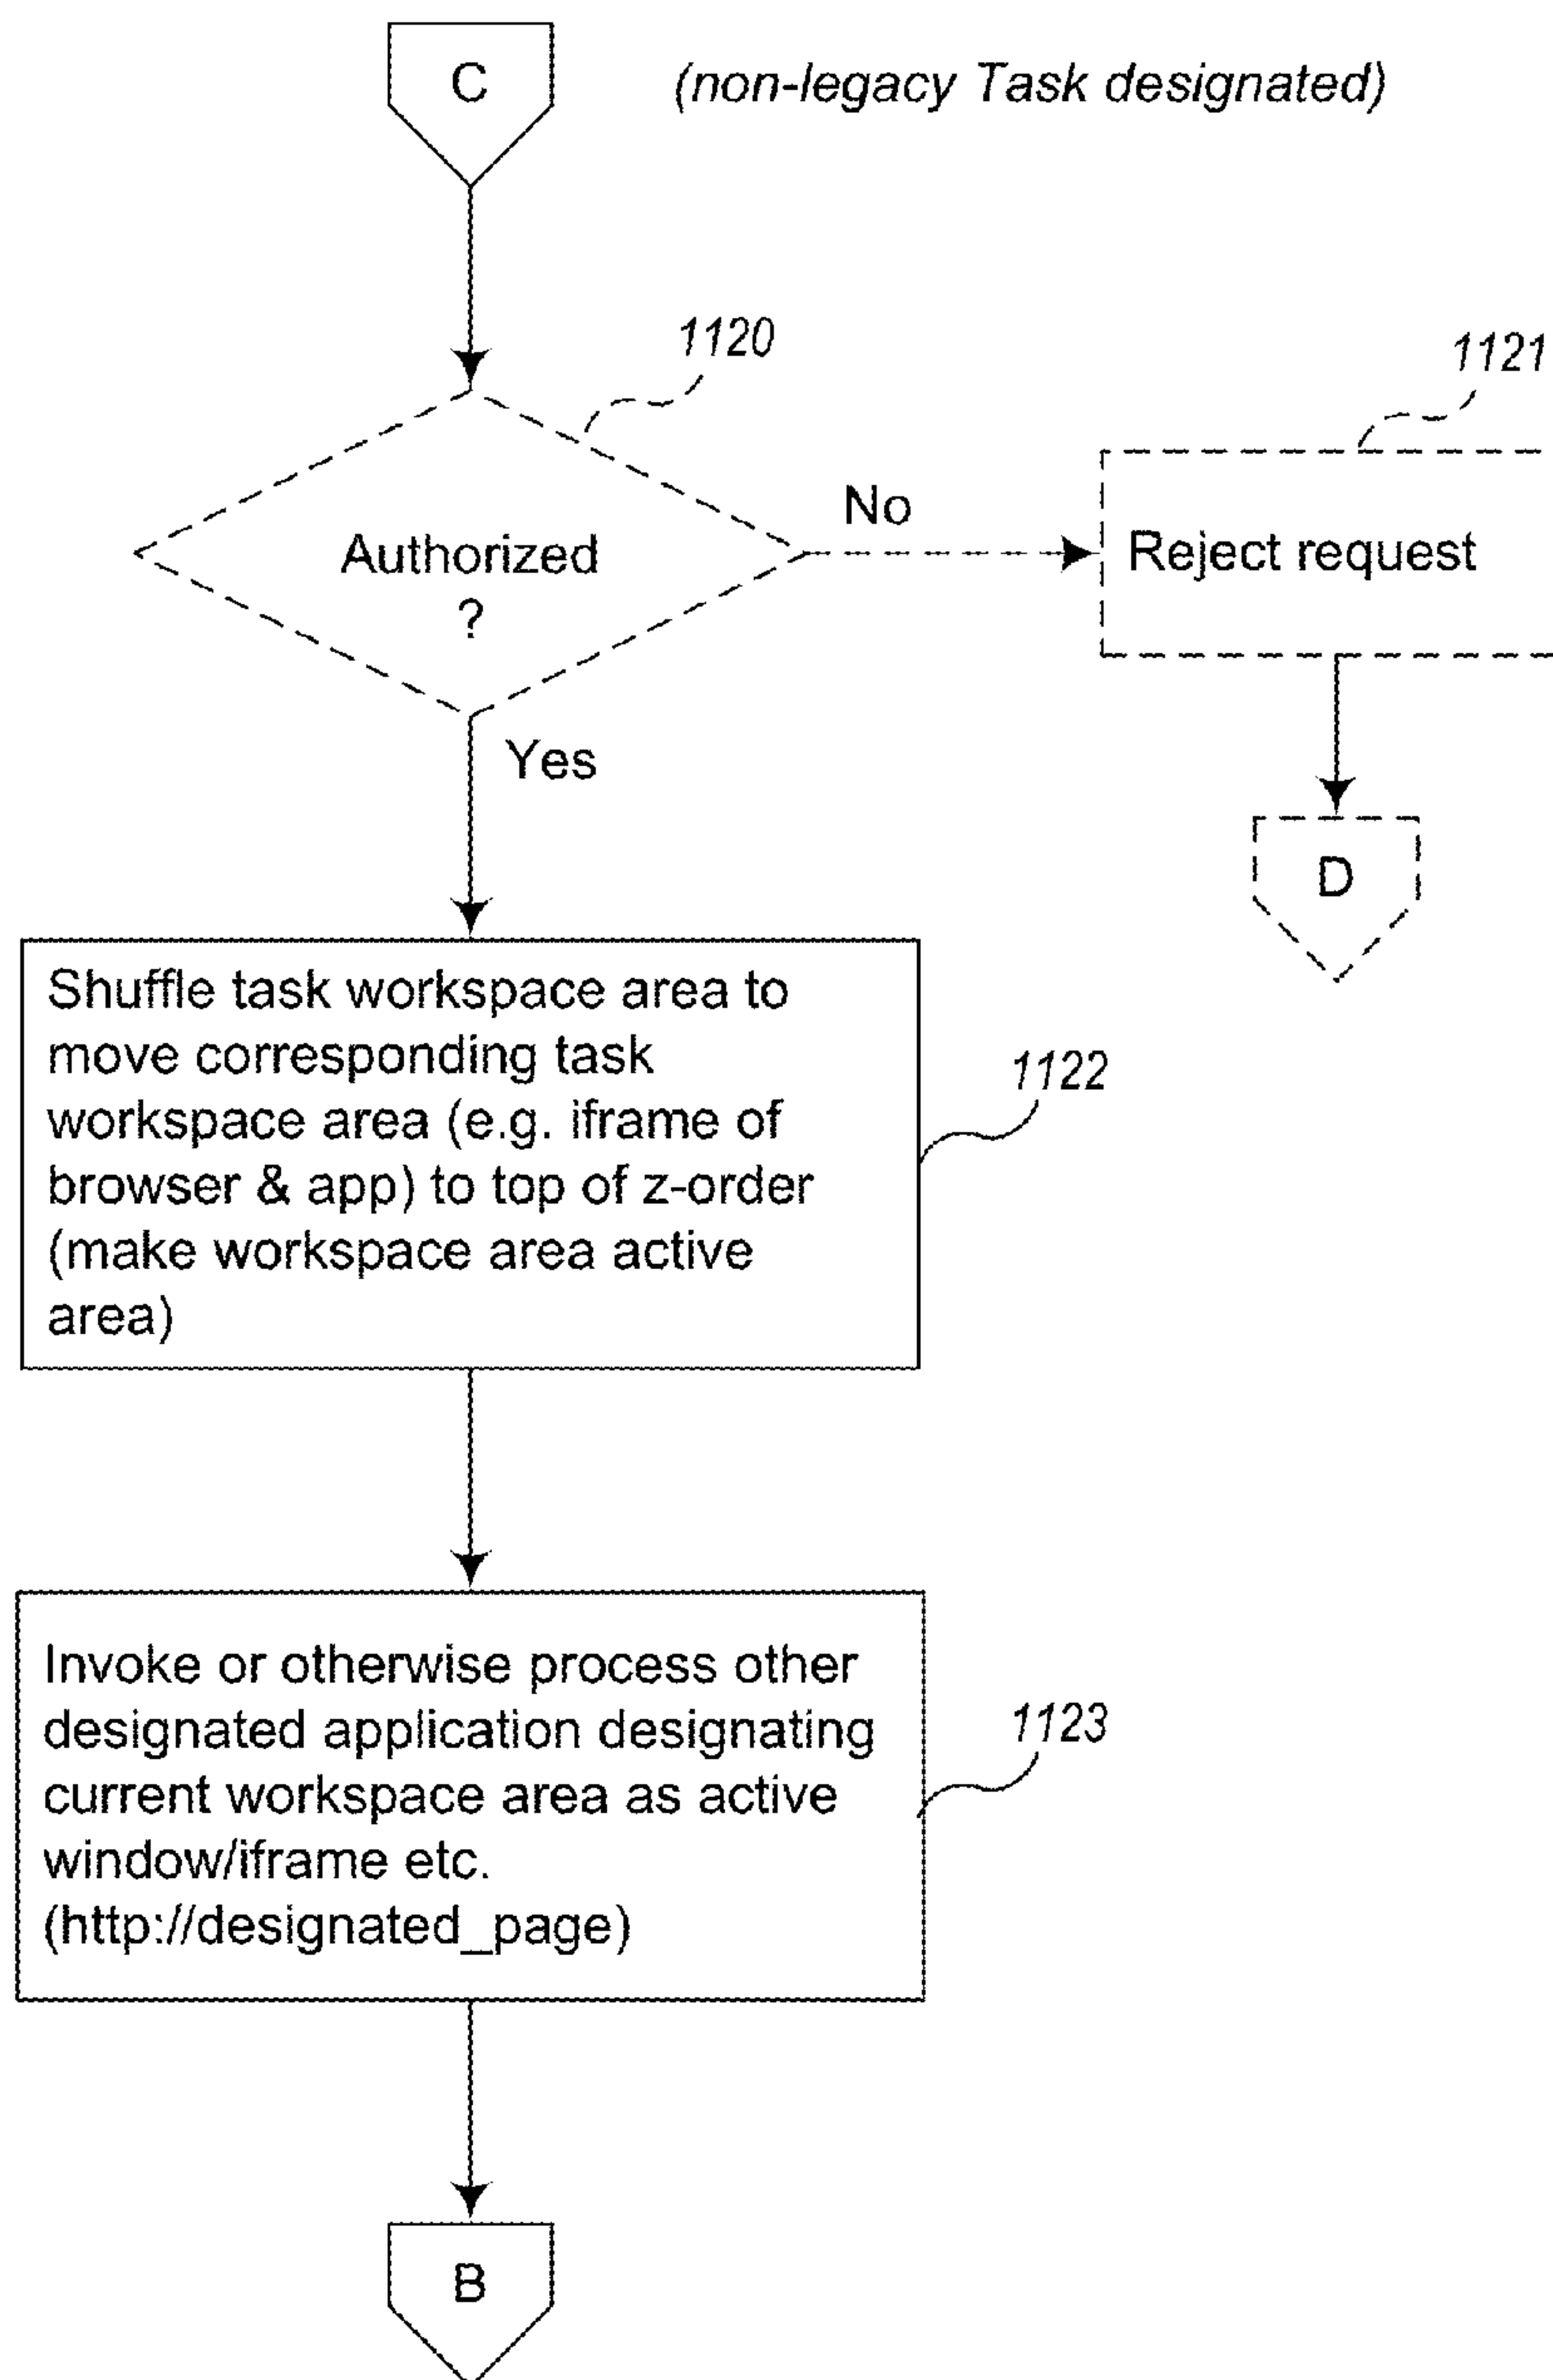 C
(non-legacy Task designated)
1120
1121
No
Authorized
?
Reject request
Yes
D
Shuffle task workspace area to
move corresponding task
workspace area (e.g. iframe of
browser & app) to top of z-order
(make workspace area active
area)
1122
Invoke or otherwise process other
designated application designating
current workspace area as active
window/iframe etc.
(http://designated_page)
1123
B